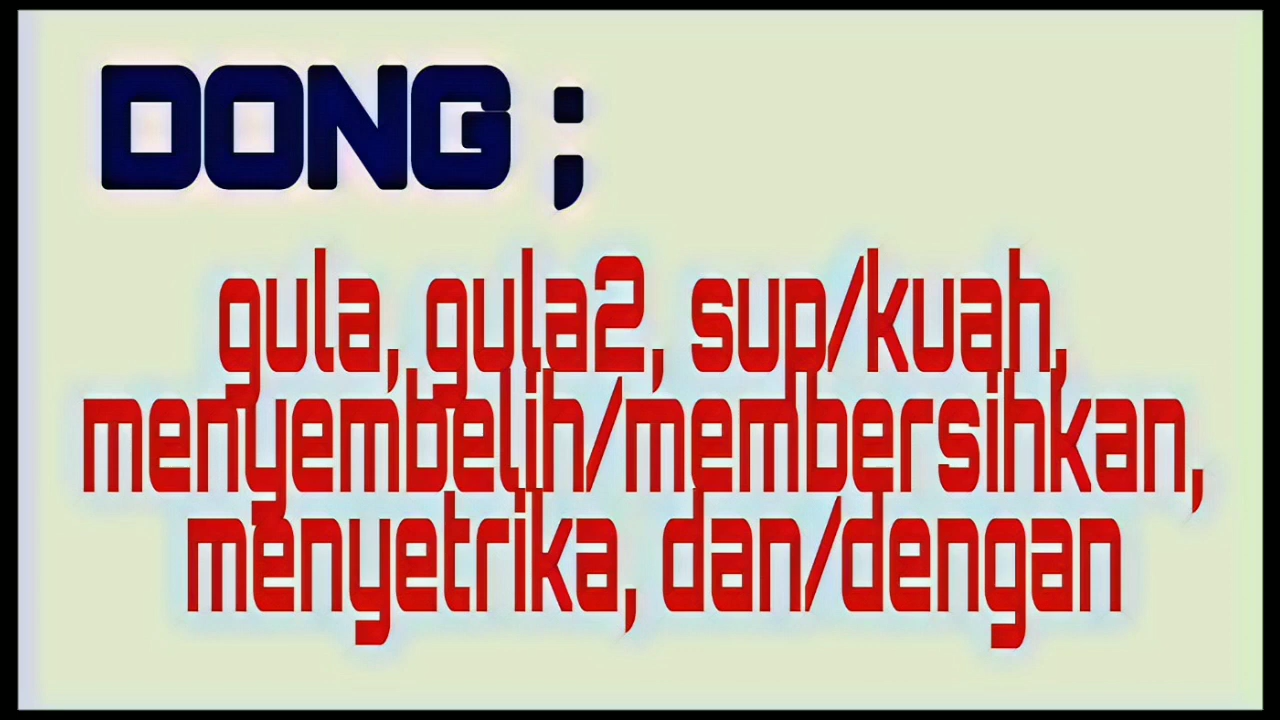 DONG ;
gula, gula2, sup/kuah,
menyembelih/membersihkan,
menyetrika, dan/dengan